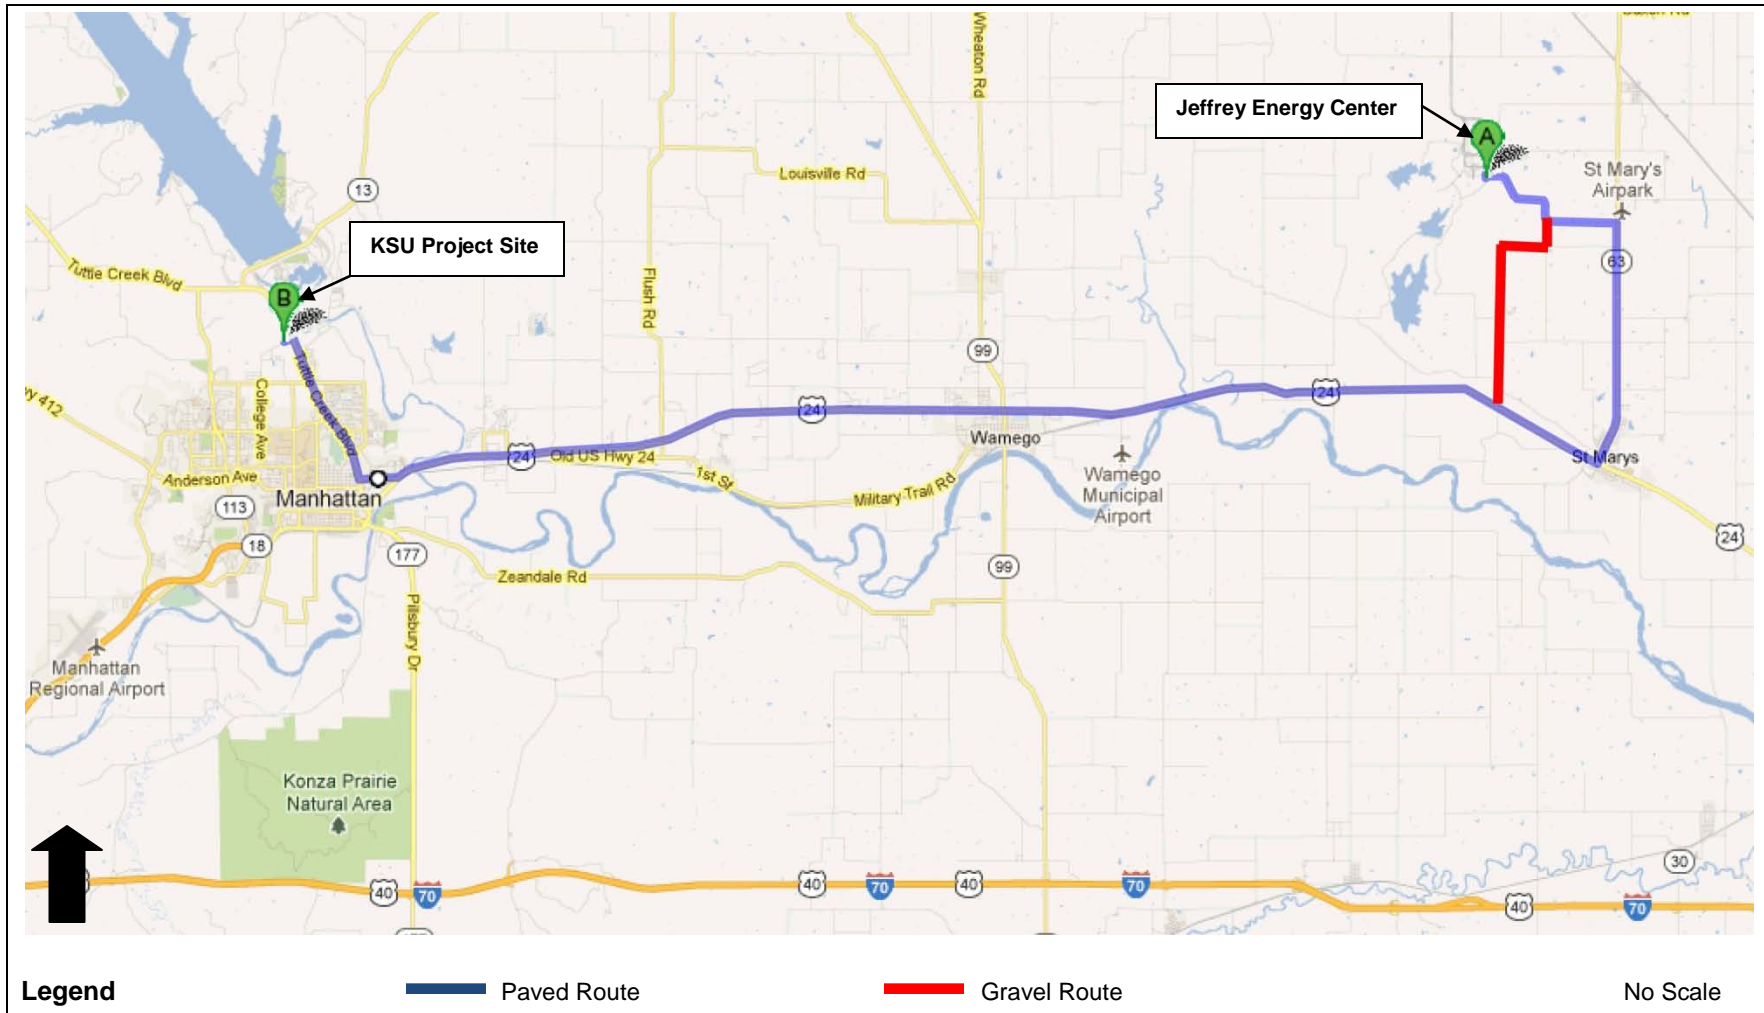 Wheaton Rd
Jeffrey Energy Center
A
Louisville Rd
St Mary's
Airpark
13
KSU Project Site
Tuttle Creek Blvd
63
B
Flush Rd
99
Tuttle Creek Blvd
College Ave
24
24
Wamego
24
Old US Hwy 24
1st St
St Marys
Anderson Ave
Military Trail Rd
Wamego
Municipal
Airport
Manhattan
113
18
177
24
99
Zeandale Rd
Pillsbury Dr
Manhattan
Regional Airport
Konza Prairie
Natural Area
30
40
70
40
70
40
70
40
70
Legend
Paved Route
Gravel Route
No Scale